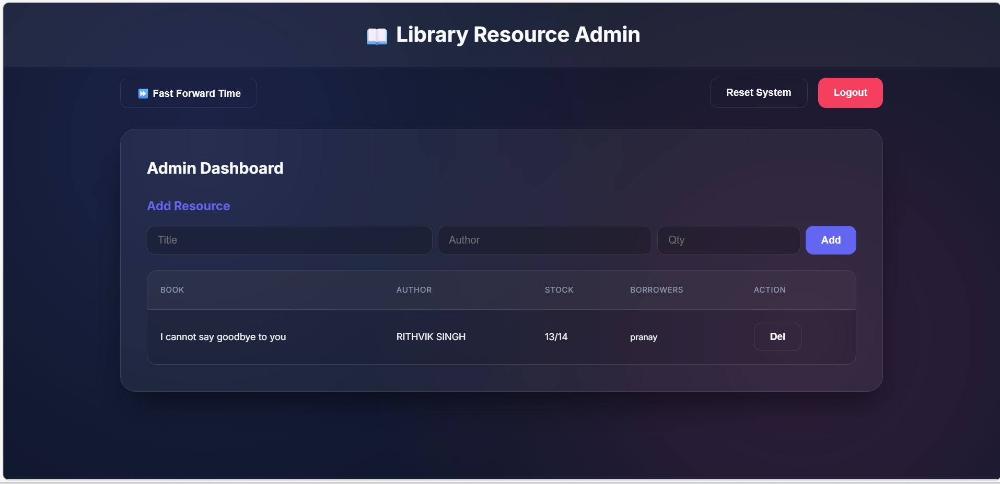 Library Resource Admin
Fast Forward Time
Reset System
Logout
Admin Dashboard
Add Resource
Title Author Qty Add
BOOK AUTHOR STOCK BORROWERS ACTION
I cannot say goodbye to you RITHVIK SINGH 13/14 pranay Del